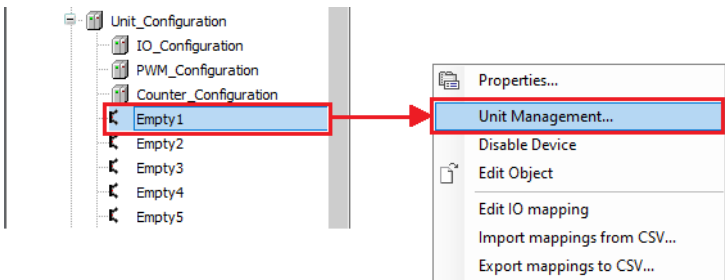 Unit_Configuration
IO_Configuration
PWM_Configuration
Counter_Configuration
Empty1
Empty2
Empty3
Empty4
Empty5
Properties...
Unit Management...
Disable Device
Edit Object
Edit IO mapping
Import mappings from CSV...
Export mappings to CSV...